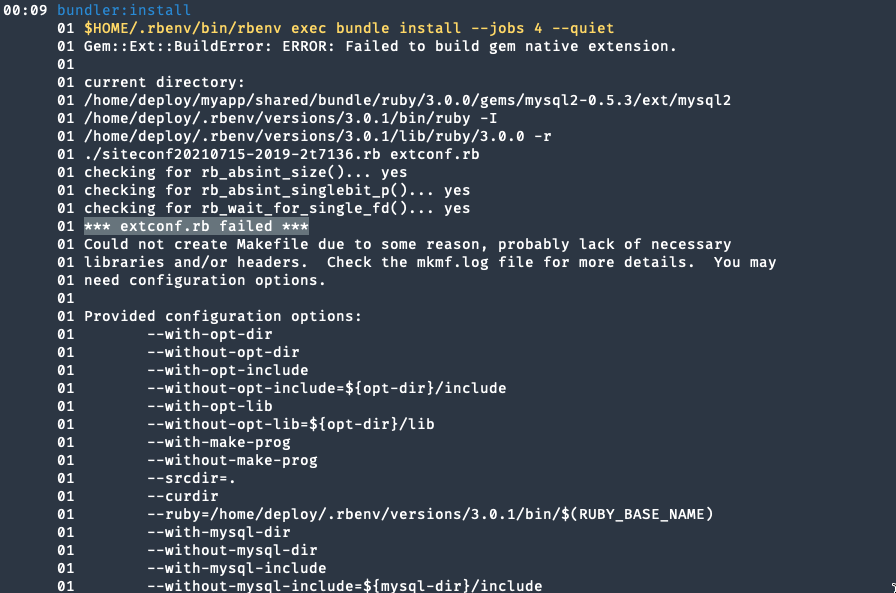 00:09 bundler:install
01 $HOME/.rbenv/bin/rbenv exec bundle install --jobs 4 --quiet
01 Gem::Ext::BuildError: ERROR: Failed to build gem native extension.
01
01 current directory:
01 /home/deploy/myapp/shared/bundle/ruby/3.0.0/gems/mysql2-0.5.3/ext/mysql2
01 /home/deploy/.rbenv/versions/3.0.1/bin/ruby -I
01 /home/deploy/.rbenv/versions/3.0.1/lib/ruby/3.0.0 -r
01 ./siteconf20210715-2019-2t7136.rb extconf.rb
01 checking for rb_absint_size()... yes
01 checking for rb_absint_singlebit_p()... yes
01 checking for rb_wait_for_single_fd()... yes
01 *** extconf.rb failed ***
01 Could not create Makefile due to some reason, probably lack of necessary
01 libraries and/or headers.  Check the mkmf.log file for more details.  You may
01 need configuration options.
01
01 Provided configuration options:
01 --with-opt-dir
01 --without-opt-dir
01 --with-opt-include
01 --without-opt-include=${opt-dir}/include
01 --with-opt-lib
01 --without-opt-lib=${opt-dir}/lib
01 --with-make-prog
01 --without-make-prog
01 --srcdir=.
01 --curdir
01 --ruby=/home/deploy/.rbenv/versions/3.0.1/bin/$(RUBY_BASE_NAME)
01 --with-mysql-dir
01 --without-mysql-dir
01 --with-mysql-include
01 --without-mysql-include=${mysql-dir}/include